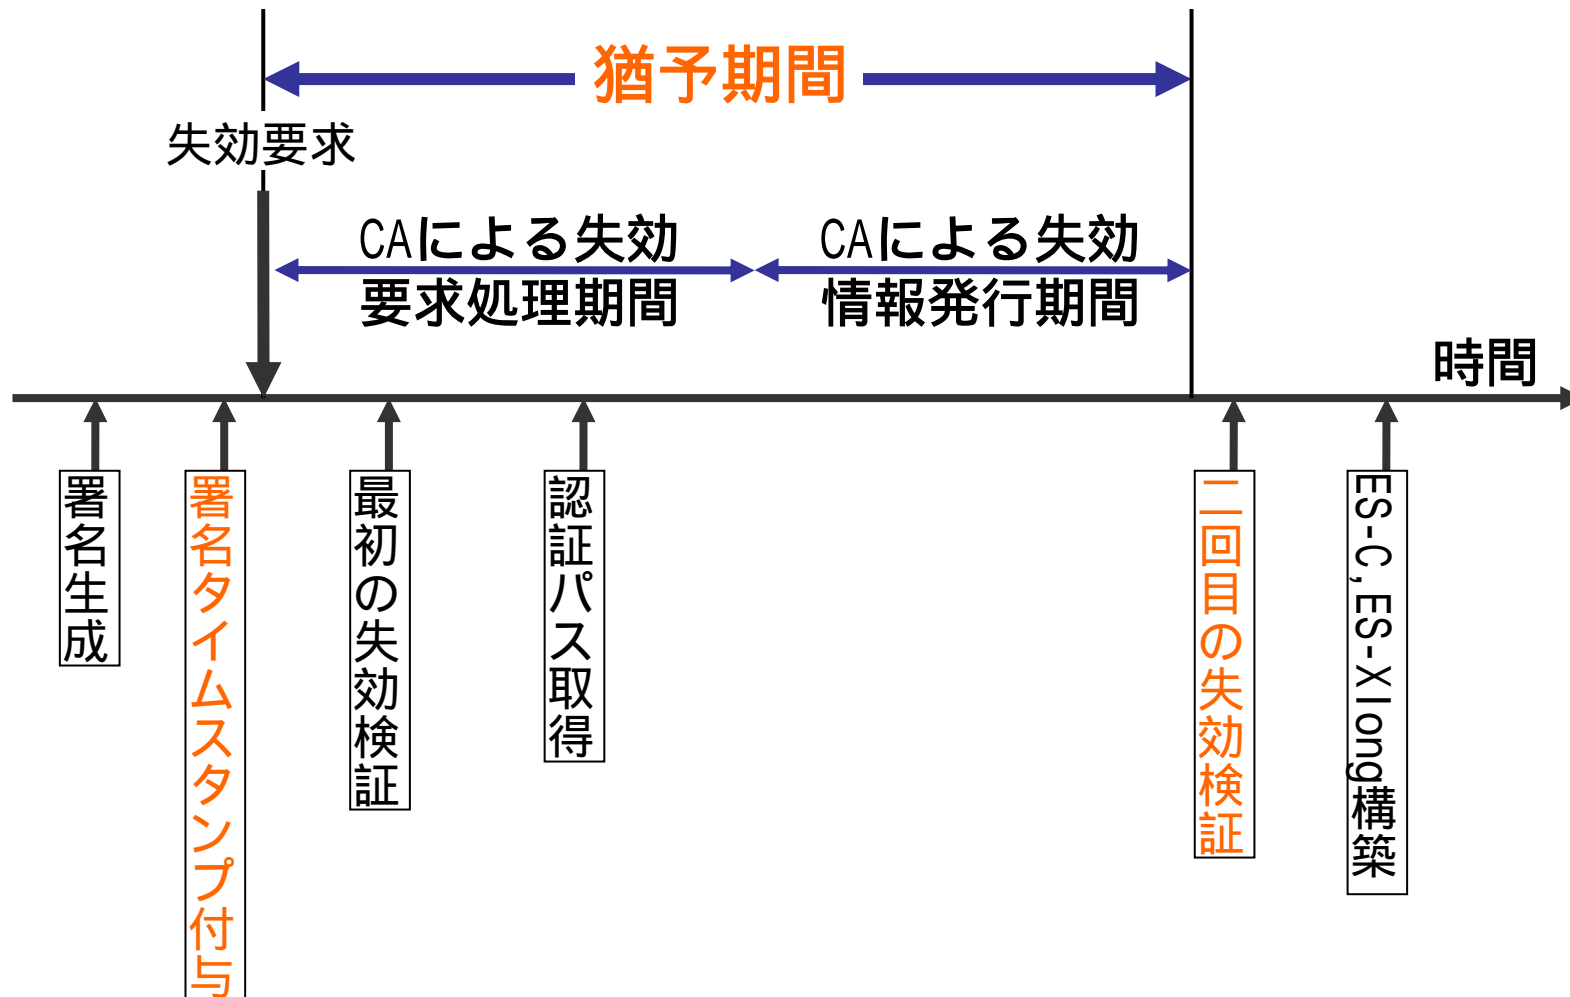 猶予期間
失効要求
CAによる失効
要求処理期間
CAによる失効
情報発行期間
時間
署名生成
署名タイムスタンプ付与
最初の失効検証
認証パス取得
二回目の失効検証
ES-C,ES-Xlong構築